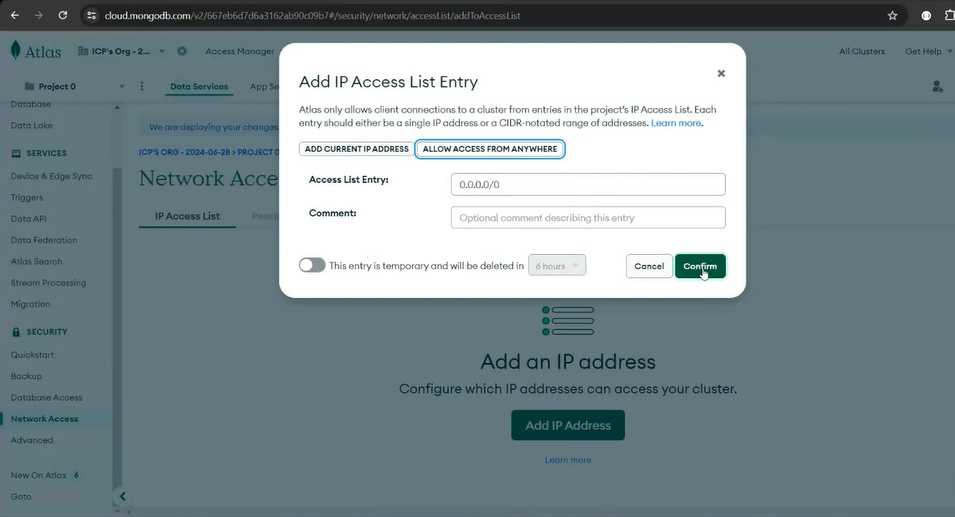 cloud.mongodb.com/v2/667eb6d7d6a3162ab90c09b7#/security/network/accessList/addToAccessList
Atlas
ICP's Org - 2...
Access Manager
All Clusters
Get Help
Project 0
Data Services
App Se
Database
Data Lake
SERVICES
Device & Edge Sync
Triggers
Data API
Data Federation
Atlas Search
Stream Processing
Migration
SECURITY
Quickstart
Backup
Database Access
Network Access
Advanced
New On Atlas 6
Goto
We are deploying your changes
ICP'S ORG - 2024-06-28 > PROJECT 0
Network Acce
IP Access List
Peerin
Add IP Access List Entry
Atlas only allows client connections to a cluster from entries in the project's IP Access List. Each
entry should either be a single IP address or a CIDR-notated range of addresses. Learn more.
ADD CURRENT IP ADDRESS
ALLOW ACCESS FROM ANYWHERE
Access List Entry:
0.0.0.0/0
Comment:
Optional comment describing this entry
This entry is temporary and will be deleted in
6 hours
Cancel
Confirm
Add an IP address
Configure which IP addresses can access your cluster.
Add IP Address
Learn more